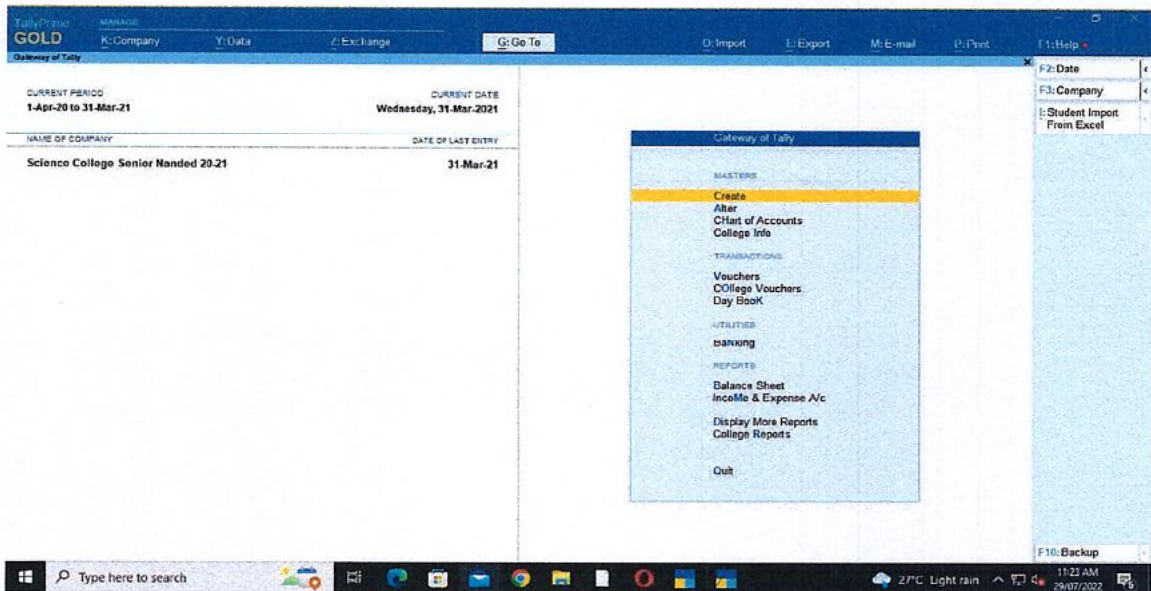 TallyPrime
GOLD
MANAGE
K: Company
Y: Data
Z: Exchange
G: Go To
O: Import
E: Export
M: E-mail
P: Print
F1: Help
Gateway of Tally
CURRENT PERIOD
1-Apr-20 to 31-Mar-21
CURRENT DATE
Wednesday, 31-Mar-2021
NAME OF COMPANY
DATE OF LAST ENTRY
Science College Senior Nanded 20-21
31-Mar-21
Gateway of Tally
MASTERS
Create
Alter
CHart of Accounts
College Info
TRANSACTIONS
Vouchers
COllege Vouchers
Day BooK
UTILITIES
BaNking
REPORTS
Balance Sheet
IncoMe & Expense A/c
Display More Reports
College Reports
Quit
F2: Date
F3: Company
I: Student Import
From Excel
F10: Backup
Type here to search
27°C Light rain
11:23 AM
29/07/2022